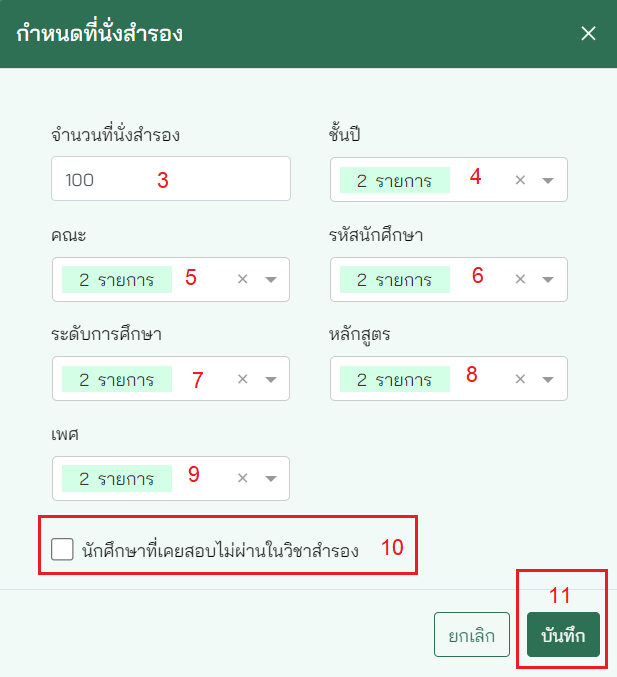 กำหนดที่นั่งสำรอง
จำนวนที่นั่งสำรอง ชั้นปี
100 3 2 รายการ 4
คณะ รหัสนักศึกษา
2 รายการ 5 2 รายการ 6
ระดับการศึกษา หลักสูตร
2 รายการ 7 2 รายการ 8
เพศ
2 รายการ 9
นักศึกษาที่เคยสอบไม่ผ่านในวิชาสำรอง 10
11
ยกเลิก บันทึก